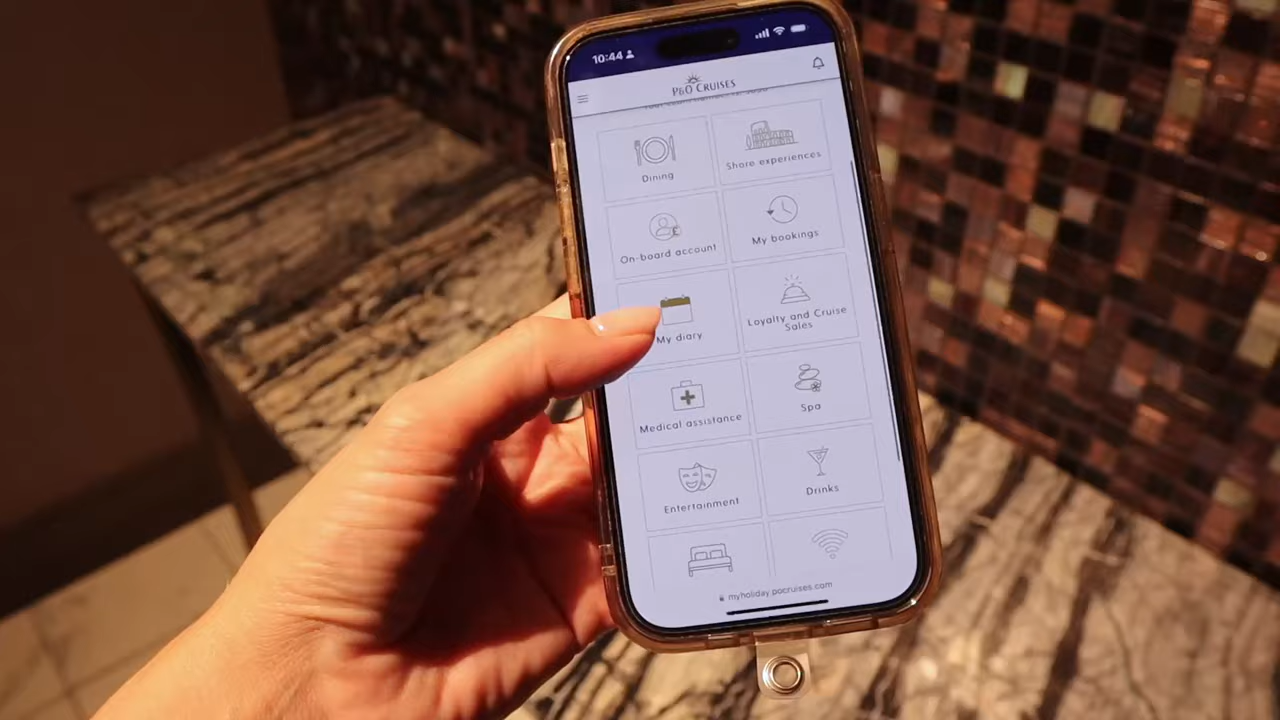 10:44
P&O CRUISES
Dining
Shore experiences
On-board account
My bookings
My diary
Loyalty and Cruise
Sales
Medical assistance
Spa
Entertainment
Drinks
myholiday.pocruises.com